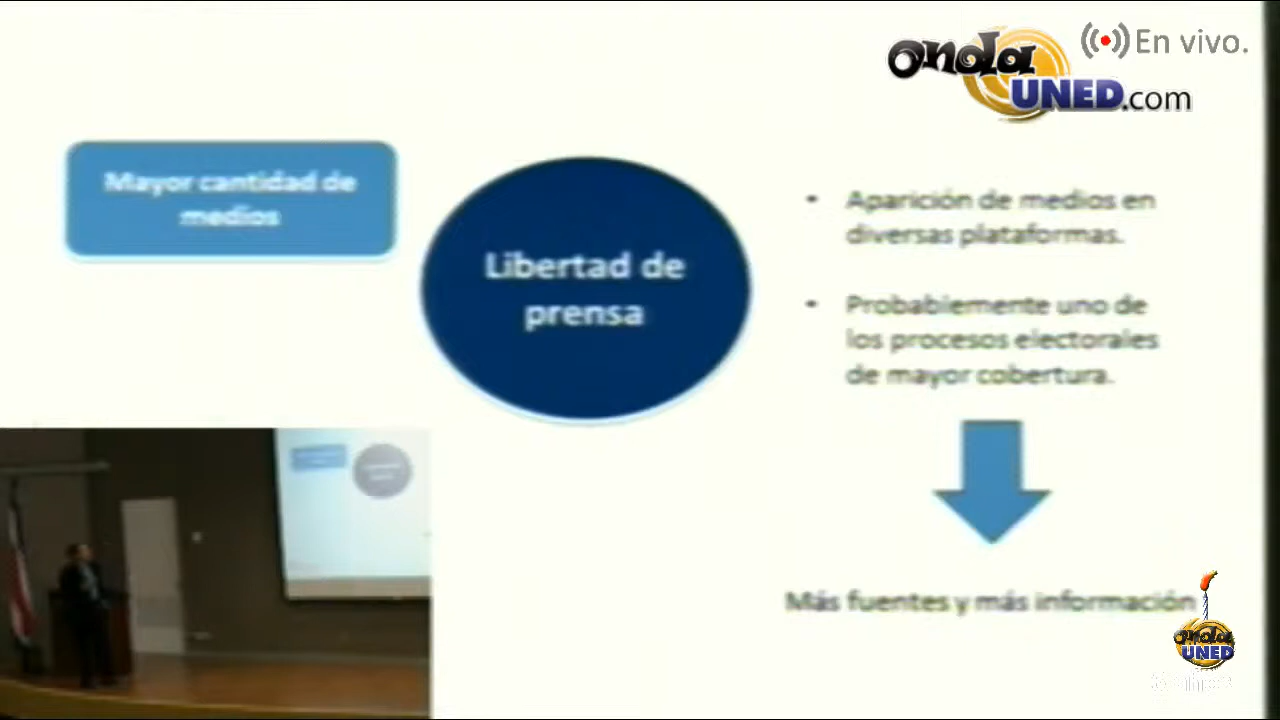 onda
UNED.com
En vivo.
Mayor cantidad de
medios
Libertad de
prensa
• Aparición de medios en
diversas plataformas.
• Probablemente uno de
los procesos electorales
de mayor cobertura.
Más fuentes y más información
onda
UNED